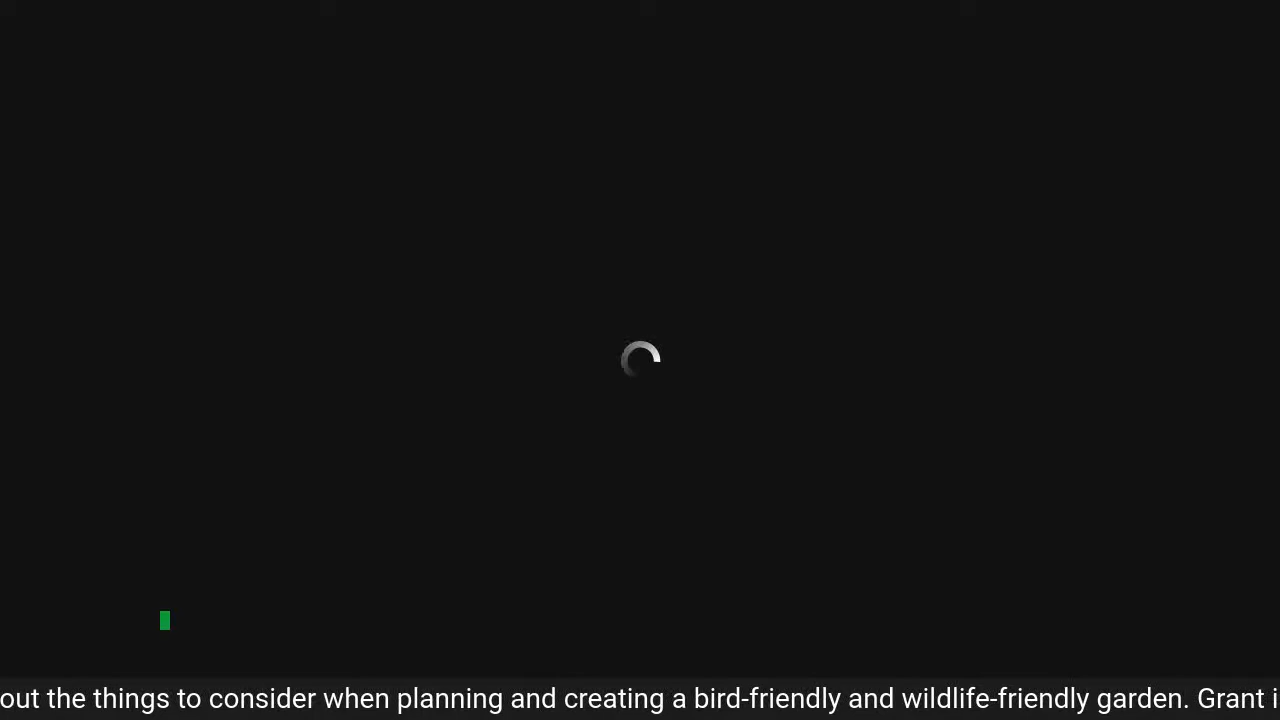 out the things to consider when planning and creating a bird-friendly and wildlife-friendly garden. Grant